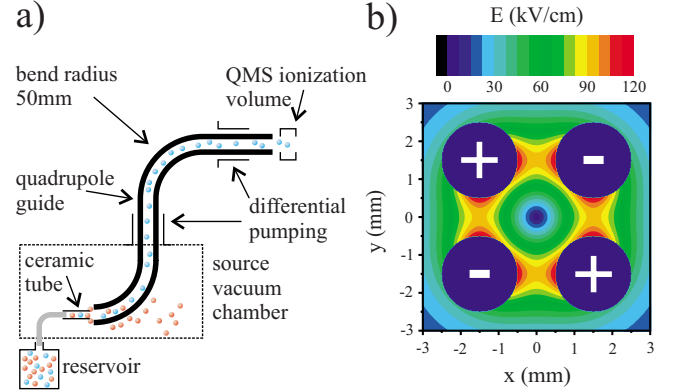 a)
bend radius
50mm
QMS ionization
volume
quadrupole
guide
differential
pumping
ceramic
tube
source
vacuum
chamber
reservoir
b)
E (kV/cm)
0 30 60 90 120
3
2
1
0
-1
-2
-3
y (mm)
+ -
- +
-3 -2 -1 0 1 2 3
x (mm)